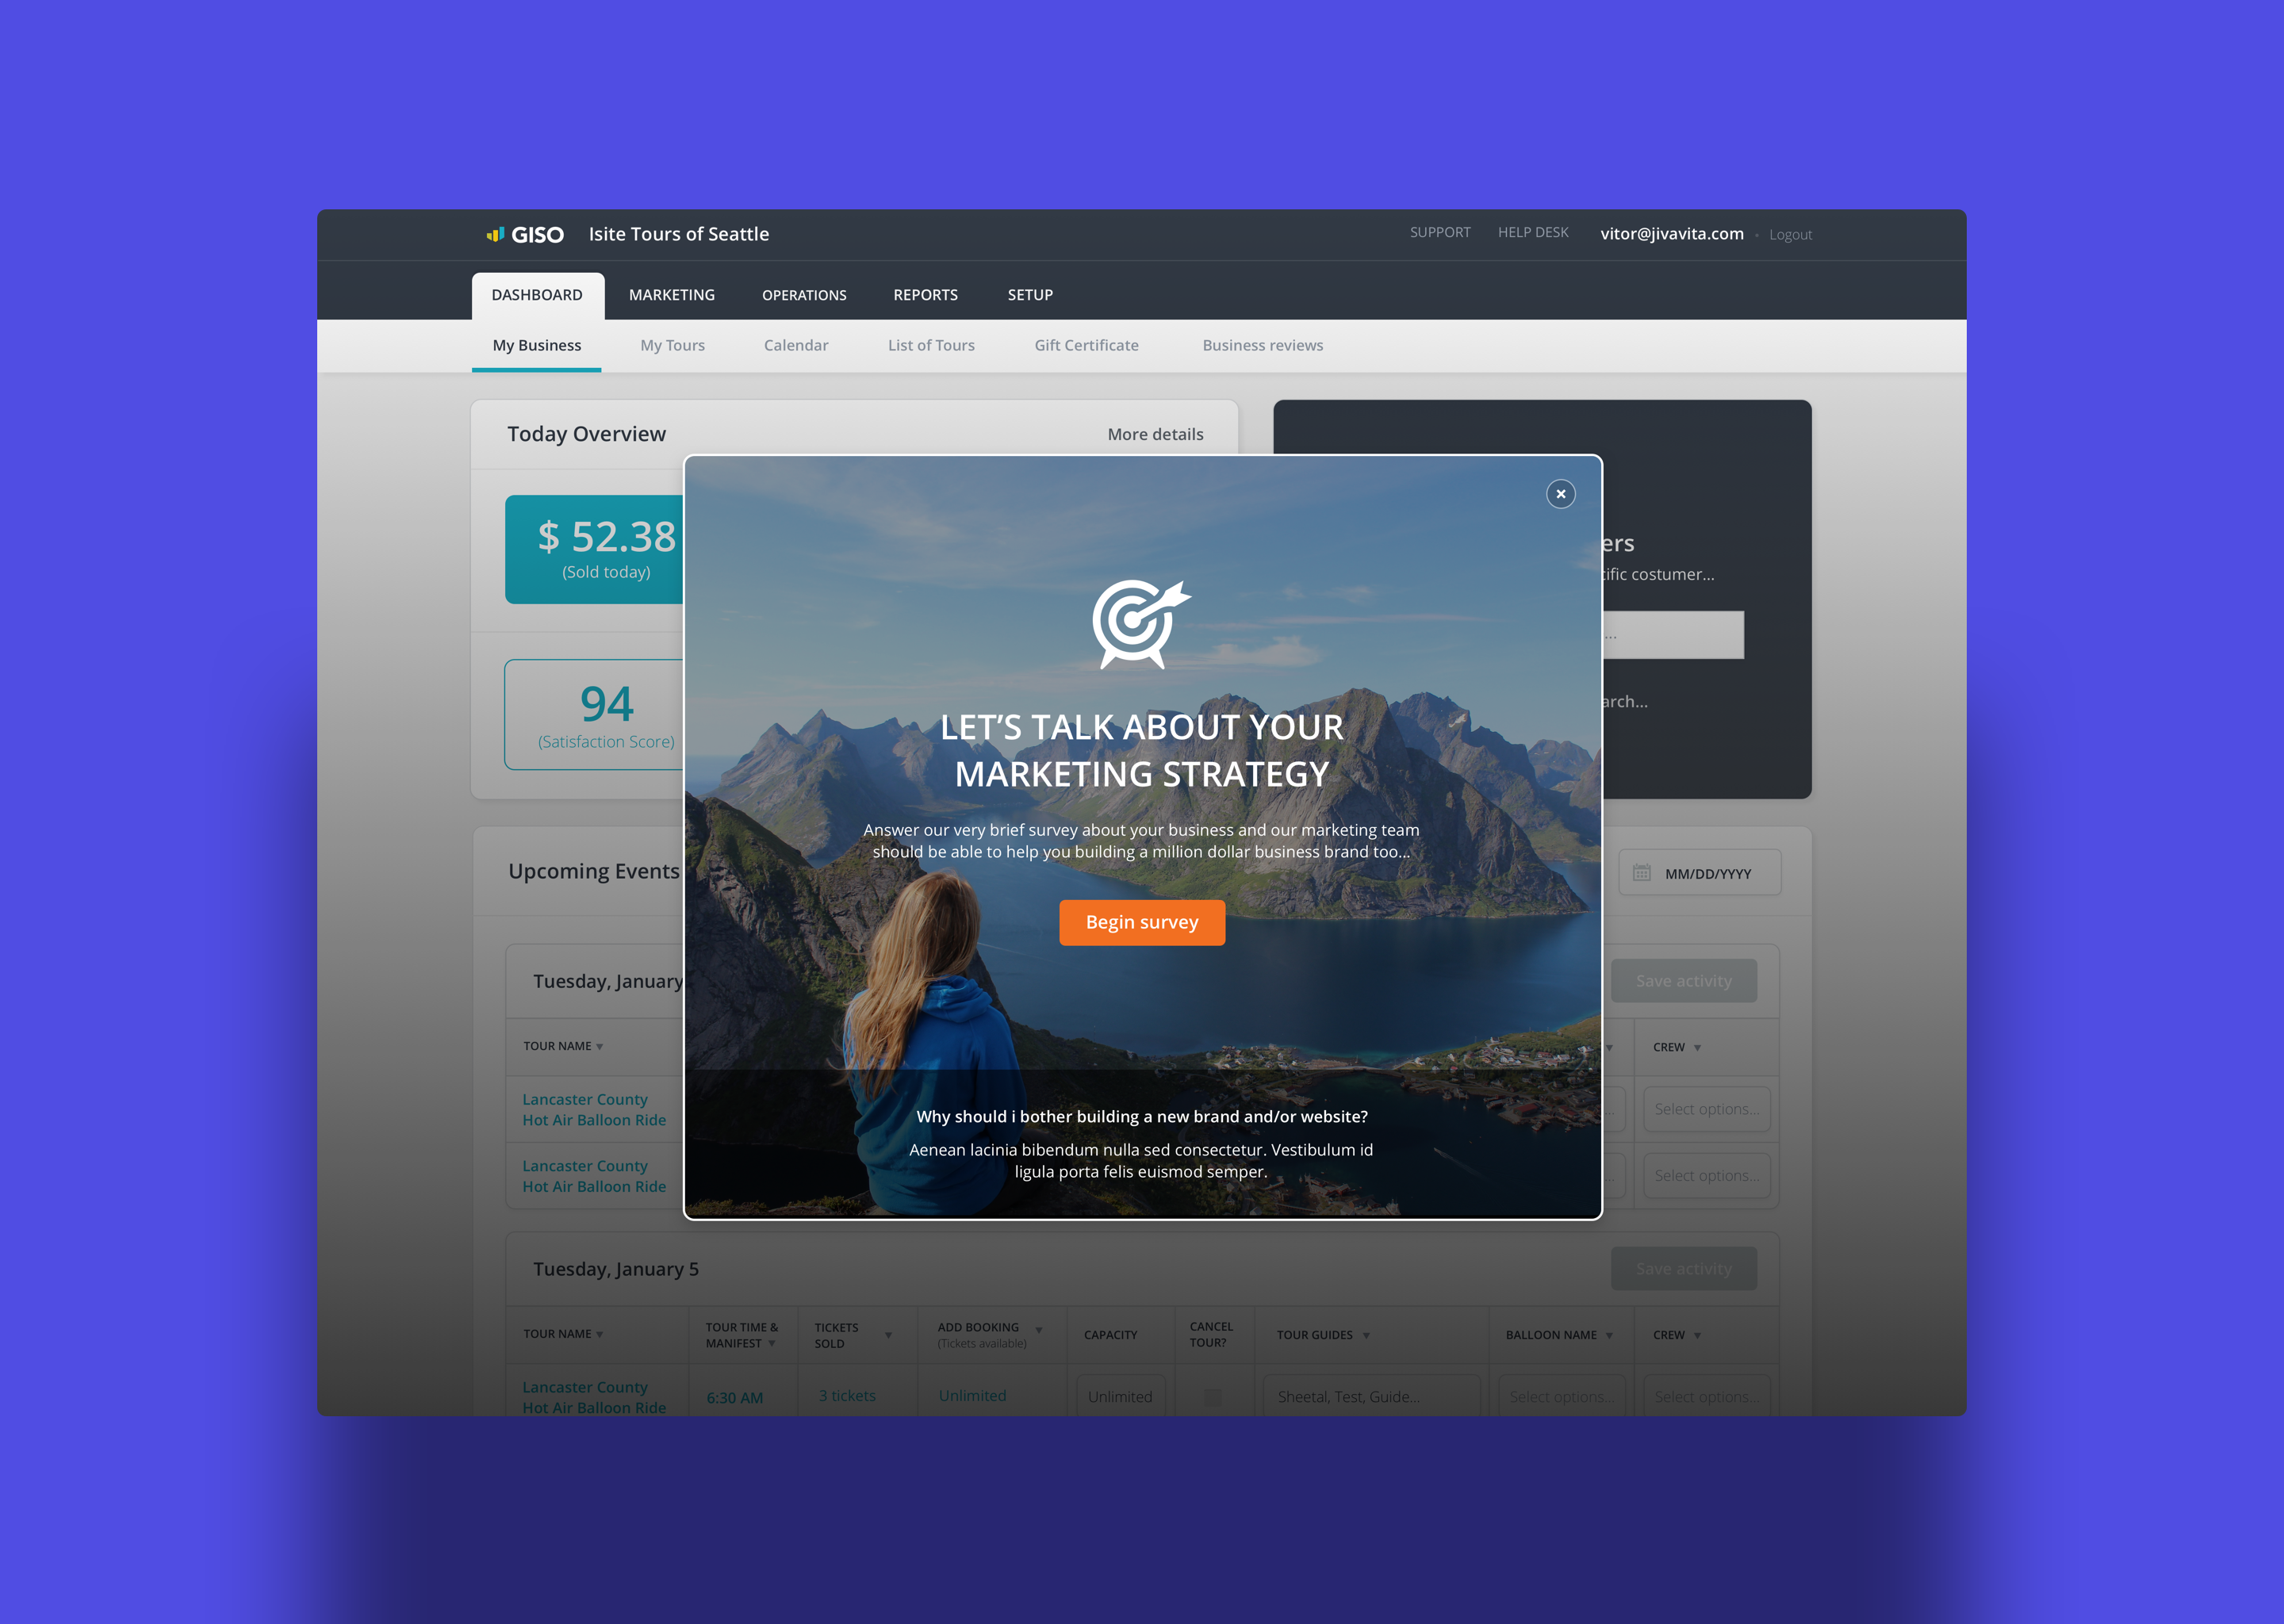 GISO Isite Tours of Seattle SUPPORT HELP DESK vitor@jivavita.com • Logout
DASHBOARD MARKETING OPERATIONS REPORTS SETUP
My Business My Tours Calendar List of Tours Gift Certificate Business reviews
Today Overview More details
$ 52.38
(Sold today)
94
(Satisfaction Score)
ers
cific costumer...
...
arch...
LET’S TALK ABOUT YOUR
MARKETING STRATEGY
Answer our very brief survey about your business and our marketing team
should be able to help you building a million dollar business brand too...
Begin survey
Why should i bother building a new brand and/or website?
Aenean lacinia bibendum nulla sed consectetur. Vestibulum id
ligula porta felis euismod semper.
Upcoming Events
MM/DD/YYYY
Tuesday, January
Save activity
TOUR NAME CREW
Lancaster County
Hot Air Balloon Ride
... Select options...
Lancaster County
Hot Air Balloon Ride
... Select options...
Tuesday, January 5
Save activity
TOUR NAME
TOUR TIME &
MANIFEST
TICKETS
SOLD
ADD BOOKING
(Tickets available)
CAPACITY
CANCEL
TOUR?
TOUR GUIDES
BALLOON NAME
CREW
Lancaster County
Hot Air Balloon Ride
6:30 AM
3 tickets
Unlimited
Unlimited
Sheetal, Test, Guide...
Select options...
Select options...